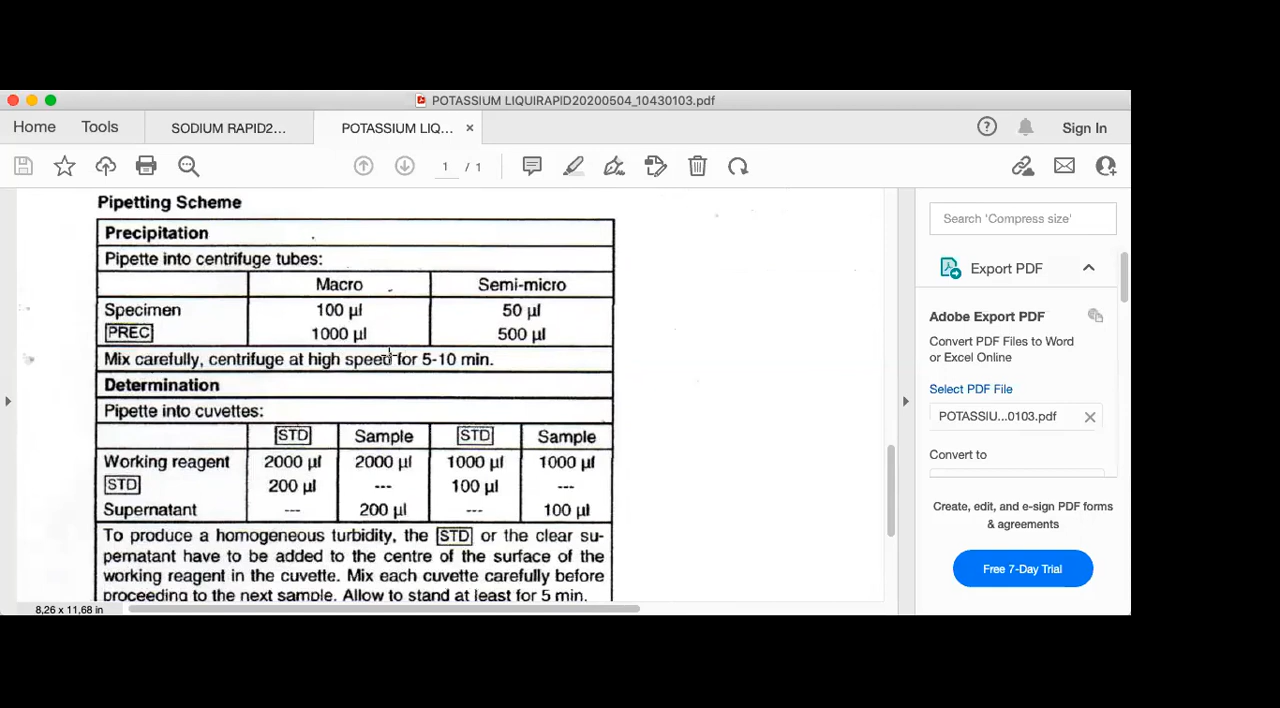 POTASSIUM LIQUIRAPID20200504_10430103.pdf
Home Tools SODIUM RAPID2... POTASSIUM LIQ... × ? Sign In
1 / 1
Pipetting Scheme
Precipitation
Pipette into centrifuge tubes:
Macro Semi-micro
Specimen 100 µl 50 µl
PREC 1000 µl 500 µl
Mix carefully, centrifuge at high speed for 5-10 min.
Determination
Pipette into cuvettes:
STD Sample STD Sample
Working reagent 2000 µl 2000 µl 1000 µl 1000 µl
STD 200 µl --- 100 µl ---
Supernatant --- 200 µl --- 100 µl
To produce a homogeneous turbidity, the STD or the clear su-
pernatant have to be added to the centre of the surface of the
working reagent in the cuvette. Mix each cuvette carefully before
proceeding to the next sample. Allow to stand at least for 5 min.
8,26 x 11,68 in
Search 'Compress size'
Export PDF
Adobe Export PDF
Convert PDF Files to Word
or Excel Online
Select PDF File
POTASSIU...0103.pdf
Convert to
Create, edit, and e-sign PDF forms
& agreements
Free 7-Day Trial